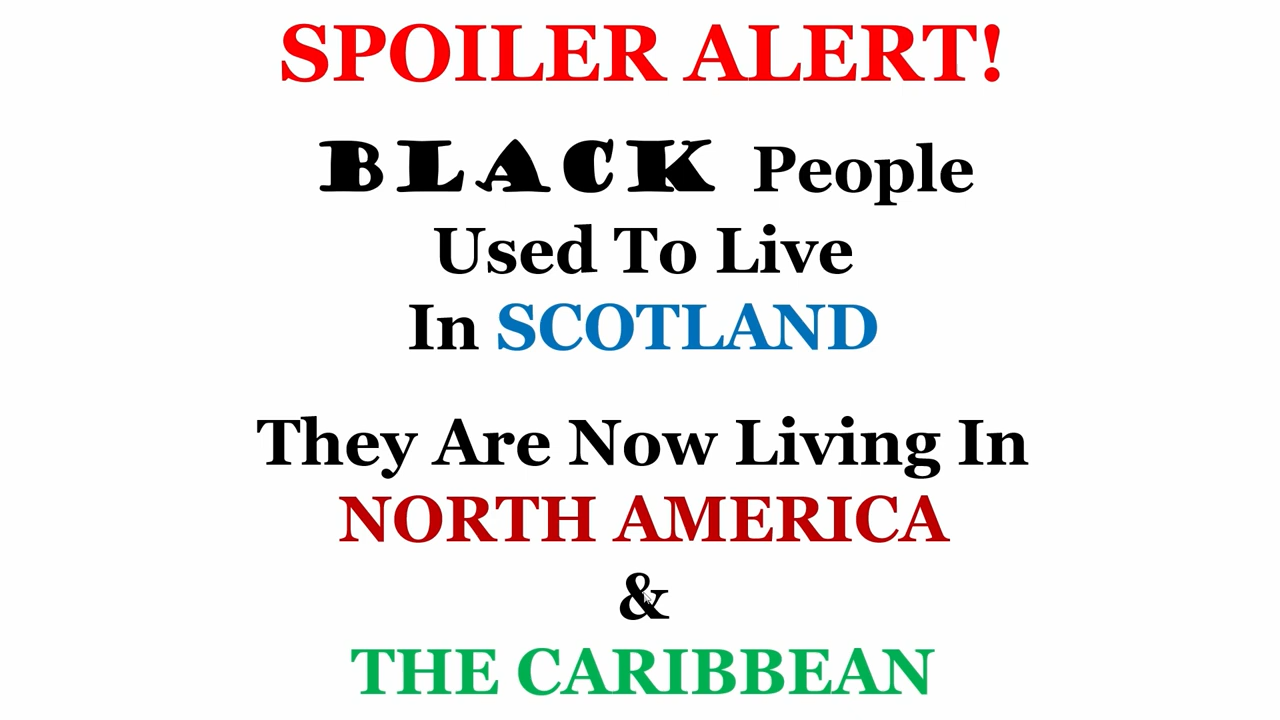 SPOILER ALERT!
BLACK People
Used To Live
In SCOTLAND
They Are Now Living In
NORTH AMERICA
&
THE CARIBBEAN